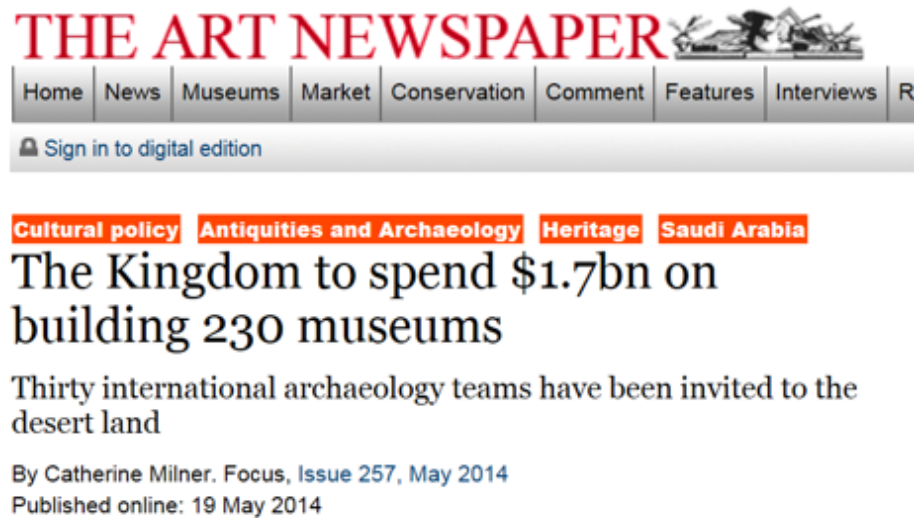 THE ART NEWSPAPER
Home News Museums Market Conservation Comment Features Interviews R
Sign in to digital edition
Cultural policy Antiquities and Archaeology Heritage Saudi Arabia
The Kingdom to spend $1.7bn on
building 230 museums
Thirty international archaeology teams have been invited to the
desert land
By Catherine Milner. Focus, Issue 257, May 2014
Published online: 19 May 2014